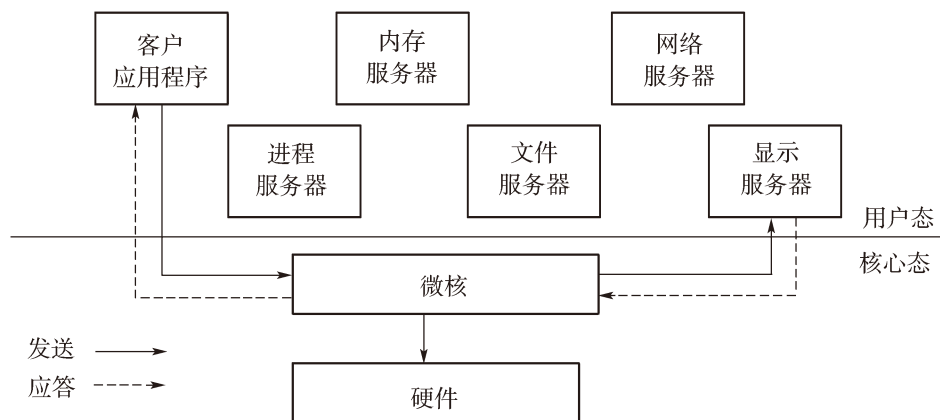 客户
应用程序
内存
服务器
网络
服务器
进程
服务器
文件
服务器
显示
服务器
用户态
核心态
微核
发送
应答
硬件